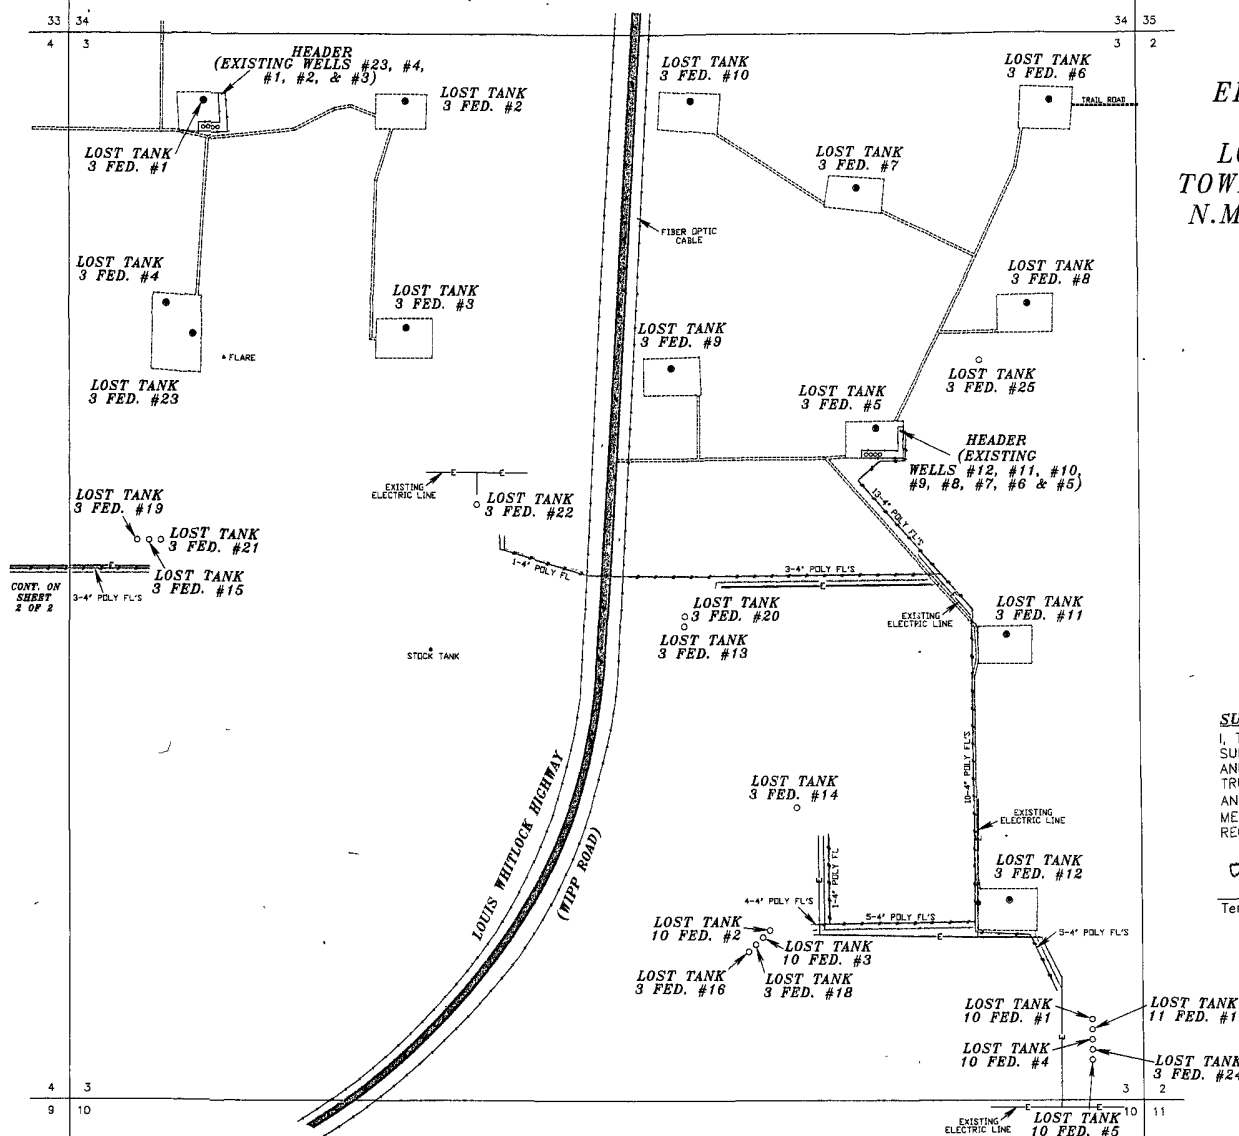 33 34
4 3
34 35
3 2
HEADER
(EXISTING WELLS #23, #4,
#1, #2, & #3)
LOST TANK
3 FED. #2
LOST TANK
3 FED. #10
LOST TANK
3 FED. #6
TRAIL ROAD
LOST TANK
3 FED. #1
LOST TANK
3 FED. #7
FIBER OPTIC
CABLE
TOW
N.M
LOST TANK
3 FED. #4
LOST TANK
3 FED. #3
LOST TANK
3 FED. #8
LOST TANK
3 FED. #9
FLARE
LOST TANK
3 FED. #23
LOST TANK
3 FED. #25
LOST TANK
3 FED. #5
HEADER
(EXISTING
WELLS #12, #11, #10,
#9, #8, #7, #6 & #5)
E E
EXISTING
ELECTRIC LINE
LOST TANK
3 FED. #22
13-4" POLY FL'S
LOST TANK
3 FED. #19
LOST TANK
3 FED. #21
LOST TANK
3 FED. #15
E
CONT. ON
SHEET
2 OF 2
3-4" POLY FL'S
1-4" POLY FL
3-4" POLY FL'S
E
EXISTING
ELECTRIC LINE
LOST TANK
3 FED. #20
LOST TANK
3 FED. #13
LOST TANK
3 FED. #11
STOCK TANK
10-4" POLY FL'S
LOUIS WHITLOCK HIGHWAY
(WIPP ROAD)
LOST TANK
3 FED. #14
EXISTING
ELECTRIC LINE
LOST TANK
3 FED. #12
1-4" POLY FL
E
4-4" POLY FL'S
5-4" POLY FL'S
E
5-4" POLY FL'S
LOST TANK
10 FED. #2
LOST TANK
10 FED. #3
LOST TANK
3 FED. #16
LOST TANK
3 FED. #18
LOST TANK
10 FED. #1
LOST TANK
11 FED. #1
LOST TANK
10 FED. #4
LOST TANK
3 FED. #24
E
4 3
9 10
3 2
10 11
E E
EXISTING
ELECTRIC LINE
LOST TANK
10 FED. #5